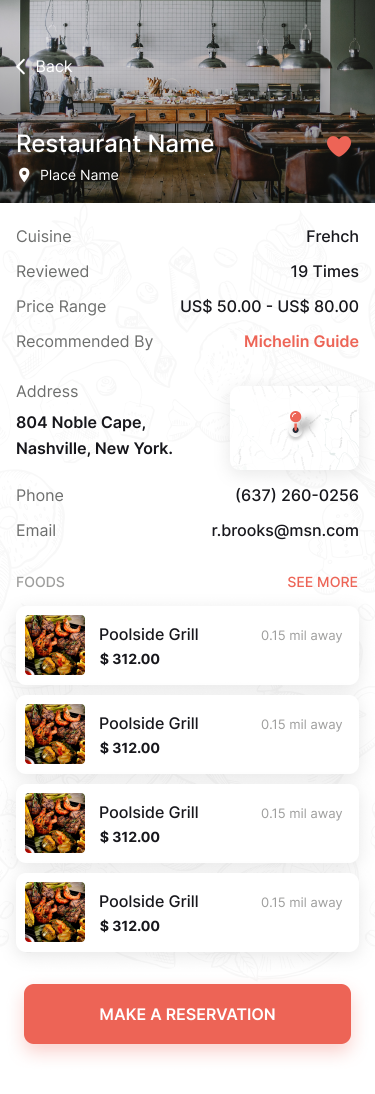 Back
Restaurant Name
Place Name
Cuisine Frehch
Reviewed 19 Times
Price Range US$ 50.00 - US$ 80.00
Recommended By Michelin Guide
Address
804 Noble Cape,
Nashville, New York.
Phone (637) 260-0256
Email r.brooks@msn.com
FOODS SEE MORE
Poolside Grill 0.15 mil away
$ 312.00
Poolside Grill 0.15 mil away
$ 312.00
Poolside Grill 0.15 mil away
$ 312.00
Poolside Grill 0.15 mil away
$ 312.00
MAKE A RESERVATION